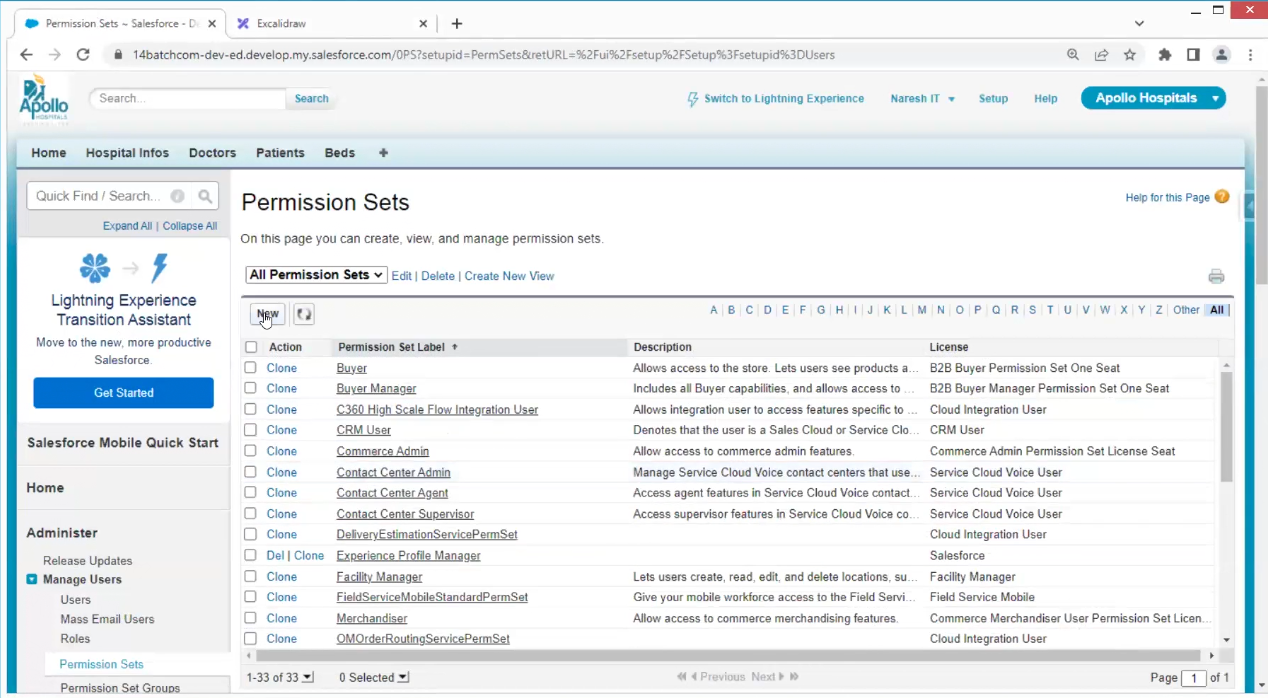 Permission Sets ~ Salesforce - De
Excalidraw
14batchcom-dev-ed.develop.my.salesforce.com/0PS?setupid=PermSets&retURL=%2Fui%2Fsetup%2FSetup%3Fsetupid%3DUsers
Apollo
HOSPITALS
Search...
Search
Switch to Lightning Experience
Naresh IT
Setup
Help
Apollo Hospitals
Home
Hospital Infos
Doctors
Patients
Beds
Quick Find / Search...
Expand All | Collapse All
Lightning Experience
Transition Assistant
Move to the new, more productive
Salesforce.
Get Started
Salesforce Mobile Quick Start
Home
Administer
Release Updates
Manage Users
Users
Mass Email Users
Roles
Permission Sets
Permission Set Groups
Permission Sets
Help for this Page
On this page you can create, view, and manage permission sets.
All Permission Sets Edit | Delete | Create New View
New
A | B | C | D | E | F | G | H | I | J | K | L | M | N | O | P | Q | R | S | T | U | V | W | X | Y | Z | Other | All
Action Permission Set Label Description License
Clone Buyer Allows access to the store. Lets users see products a... B2B Buyer Permission Set One Seat
Clone Buyer Manager Includes all Buyer capabilities, and allows access to ... B2B Buyer Manager Permission Set One Seat
Clone C360 High Scale Flow Integration User Allows integration user to access features specific to ... Cloud Integration User
Clone CRM User Denotes that the user is a Sales Cloud or Service Clo... CRM User
Clone Commerce Admin Allow access to commerce admin features. Commerce Admin Permission Set License Seat
Clone Contact Center Admin Manage Service Cloud Voice contact centers that use... Service Cloud Voice User
Clone Contact Center Agent Access agent features in Service Cloud Voice contact... Service Cloud Voice User
Clone Contact Center Supervisor Access supervisor features in Service Cloud Voice co... Service Cloud Voice User
Clone DeliveryEstimationServicePermSet Cloud Integration User
Del | Clone Experience Profile Manager Salesforce
Clone Facility Manager Lets users create, read, edit, and delete locations, su... Facility Manager
Clone FieldServiceMobileStandardPermSet Give your mobile workforce access to the Field Servi... Field Service Mobile
Clone Merchandiser Allow access to commerce merchandising features. Commerce Merchandiser User Permission Set Licen...
Clone OMOrderRoutingServicePermSet Cloud Integration User
1-33 of 33 0 Selected Previous Next Page 1 of 1